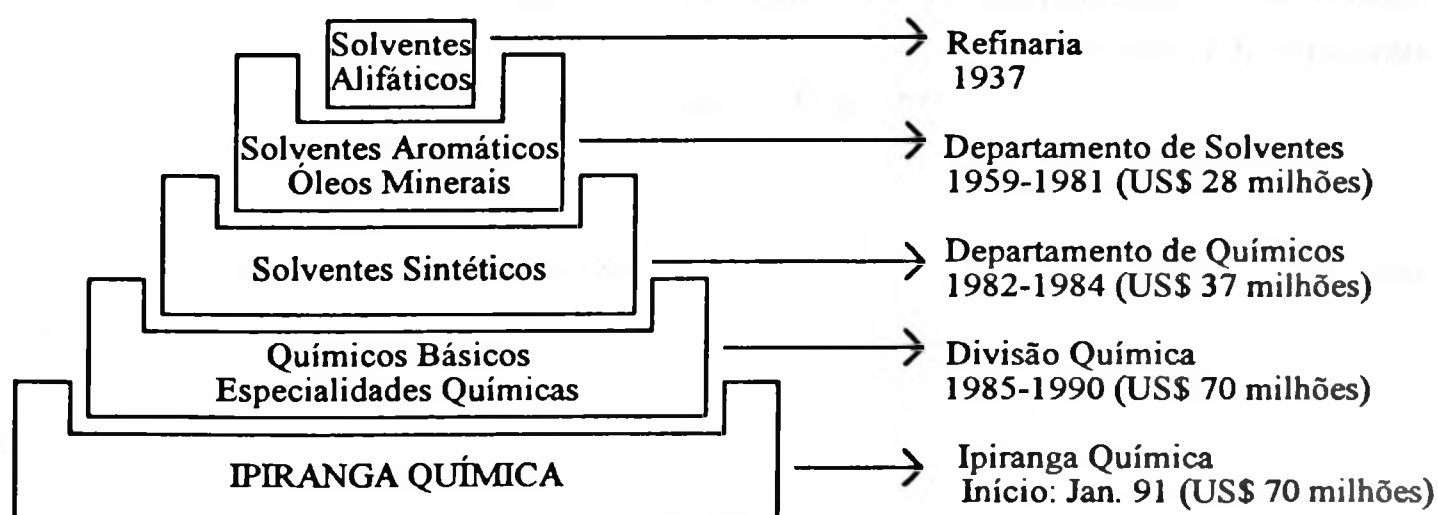 Solventes
Alifáticos
Refinaria
1937
Solventes Aromáticos
Óleos Minerais
Departamento de Solventes
1959-1981 (US$ 28 milhões)
Solventes Sintéticos
Departamento de Químicos
1982-1984 (US$ 37 milhões)
Químicos Básicos
Especialidades Químicas
Divisão Química
1985-1990 (US$ 70 milhões)
IPIRANGA QUÍMICA
Ipiranga Química
Início: Jan. 91 (US$ 70 milhões)